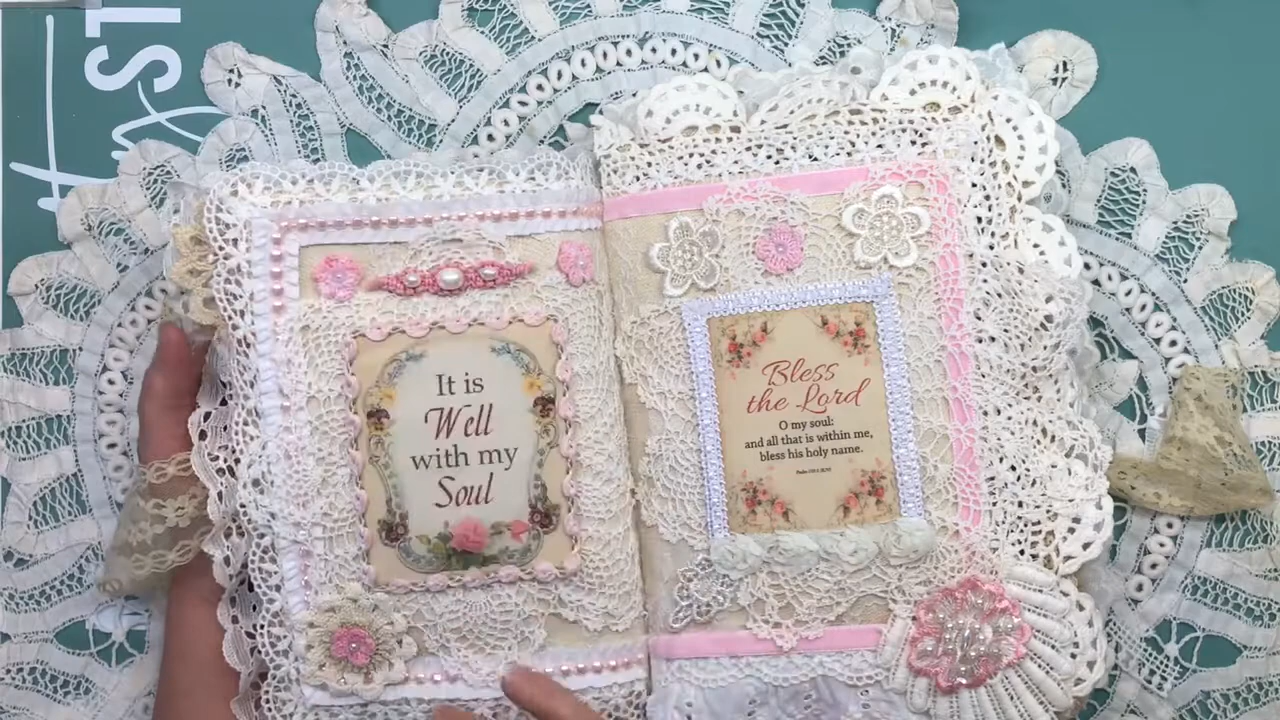 It is
Well
with my
Soul
Bless
the Lord
O my soul:
and all that is within me,
bless his holy name.